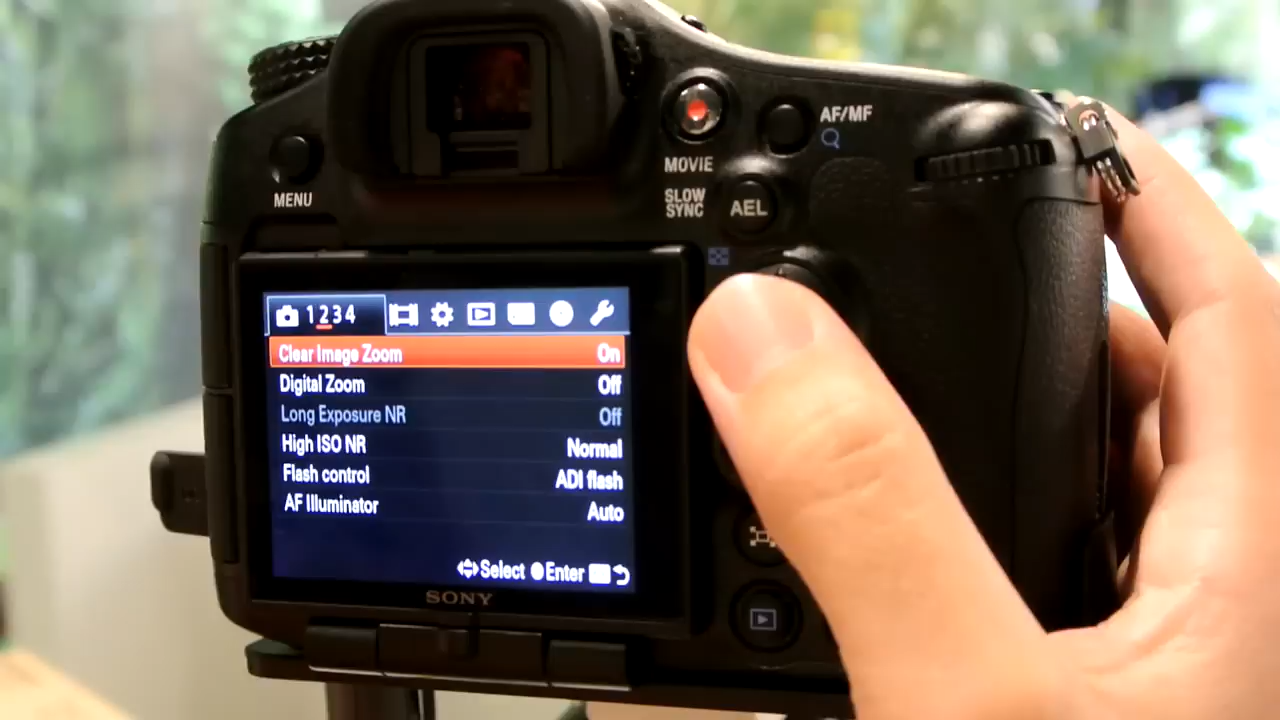 AF/MF
MOVIE
SLOW
SYNC
AEL
MENU
1234
Clear Image Zoom On
Digital Zoom Off
Long Exposure NR Off
High ISO NR Normal
Flash control ADI flash
AF Illuminator Auto
Select Enter
SONY